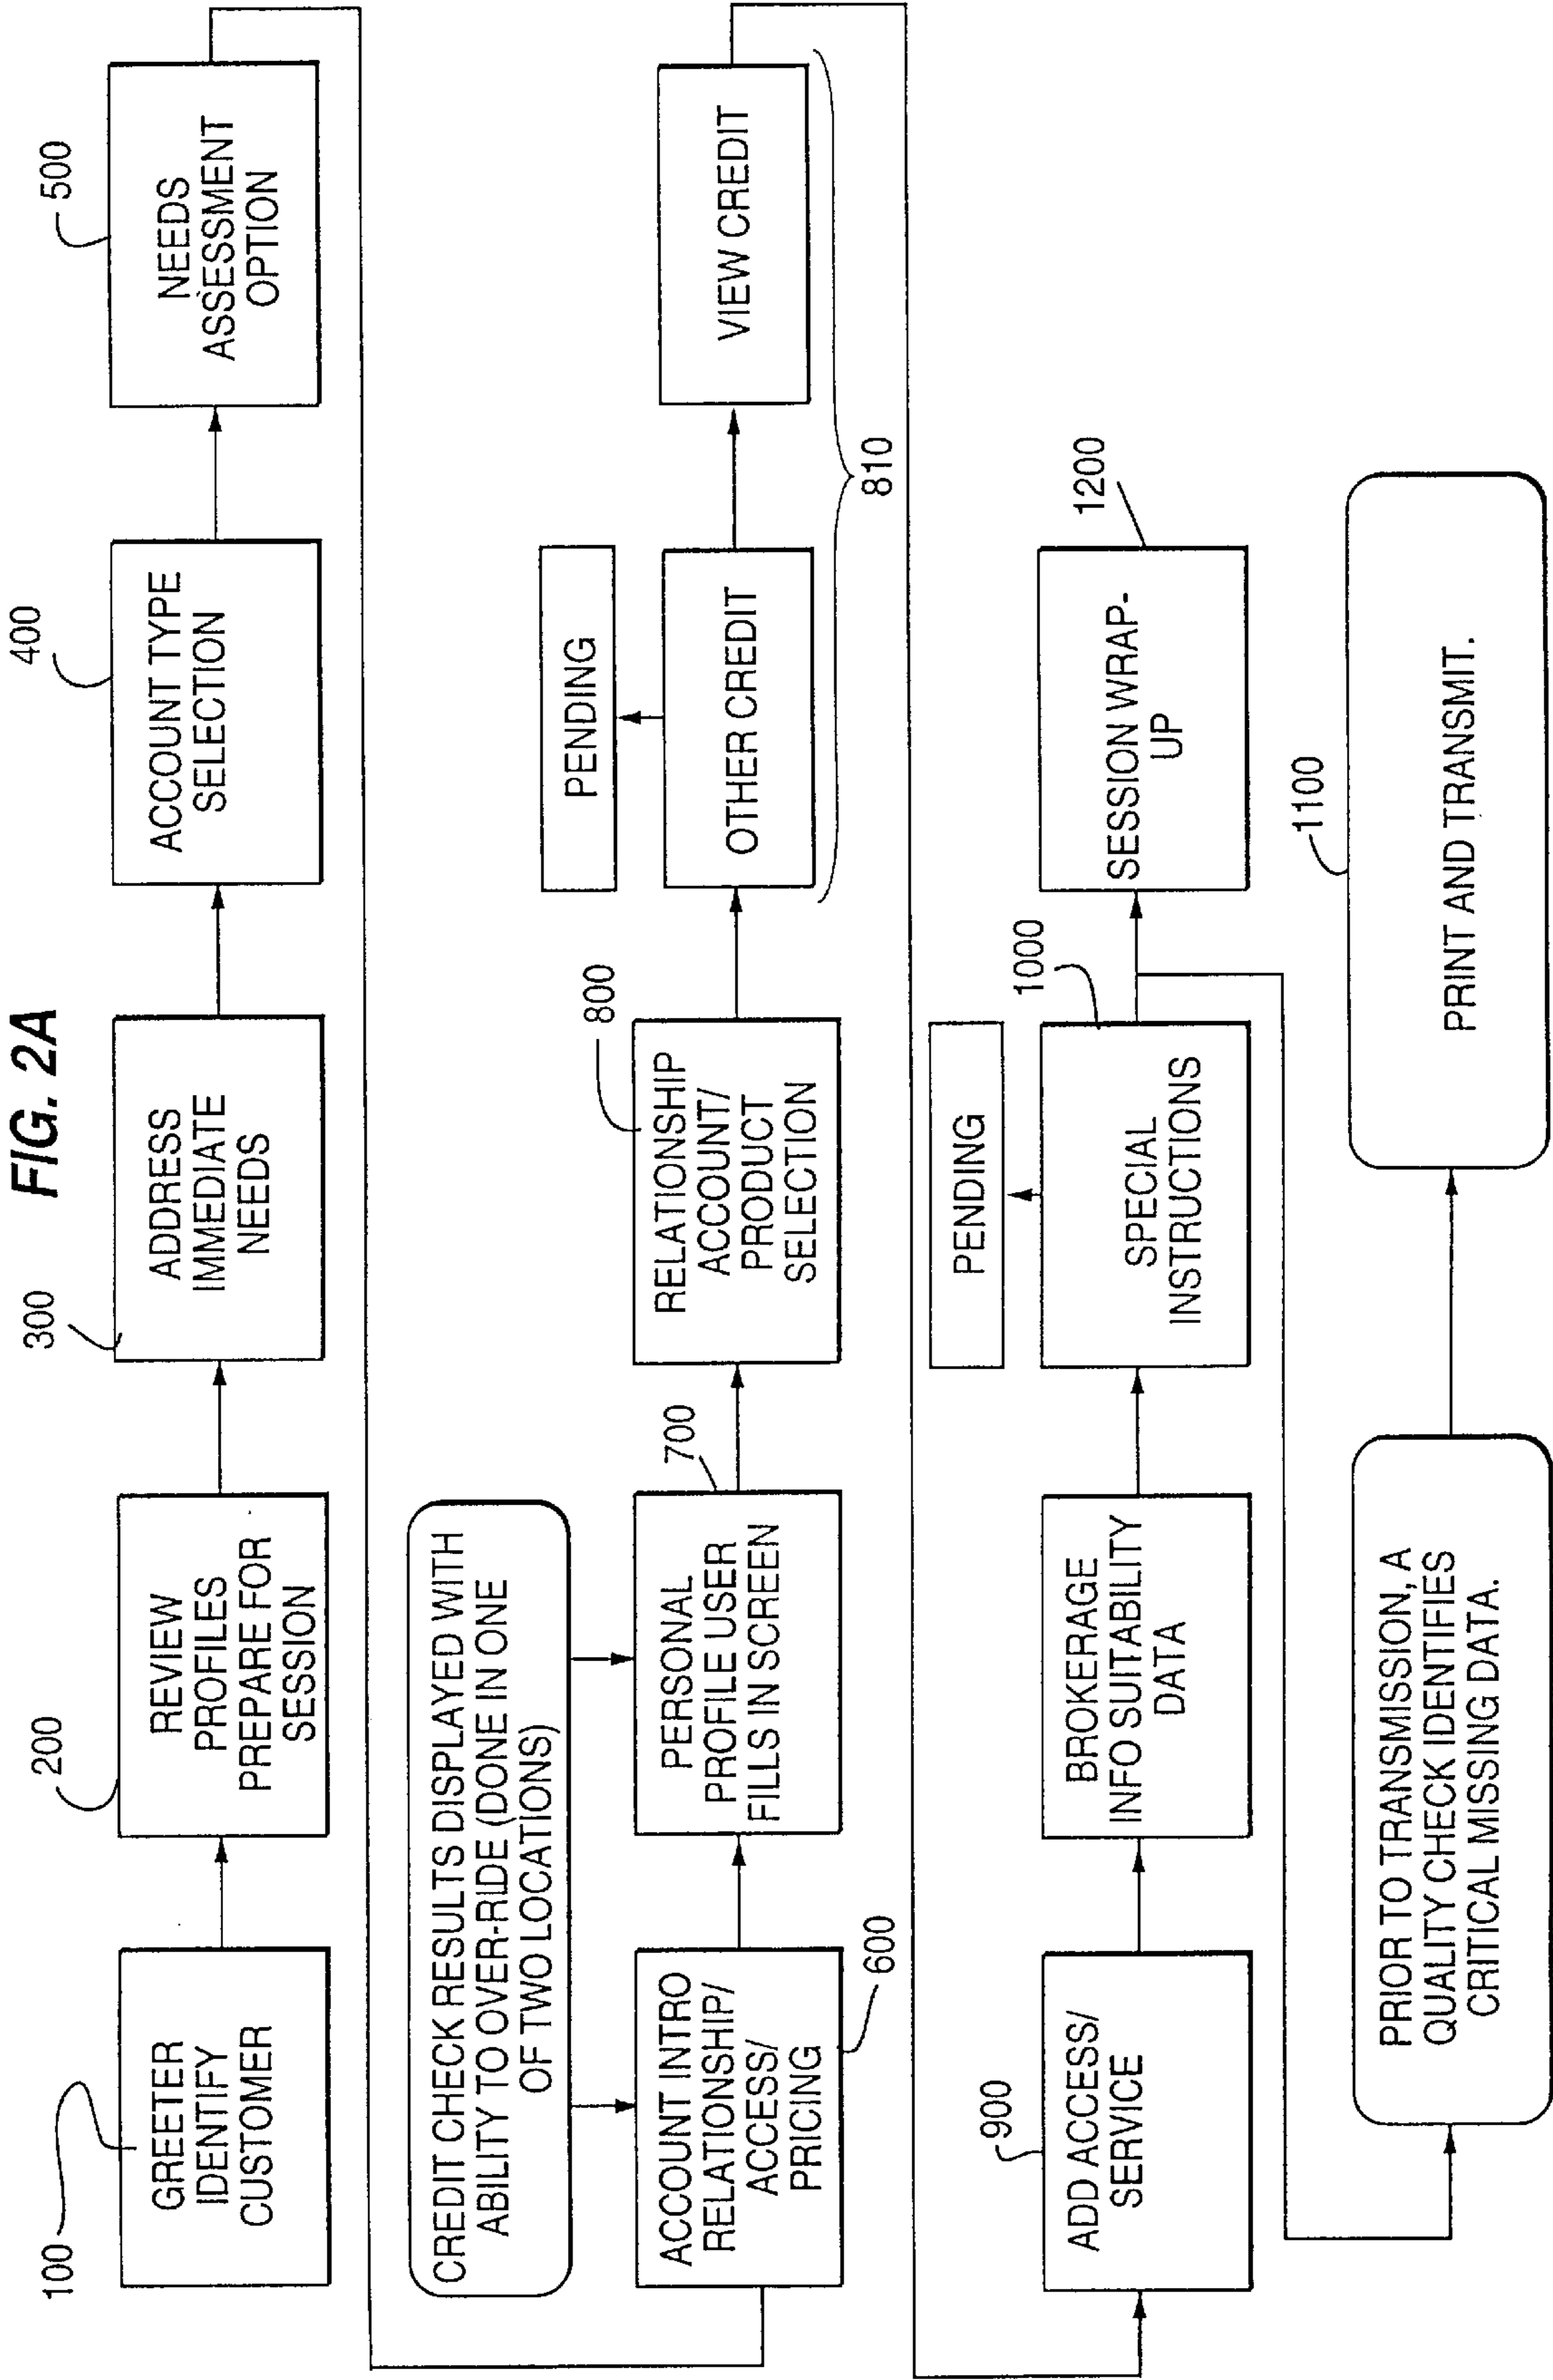 FIG. 2A
100
GREETER
IDENTIFY
CUSTOMER
200
REVIEW
PROFILES
PREPARE FOR
SESSION
300
ADDRESS
IMMEDIATE
NEEDS
400
ACCOUNT TYPE
SELECTION
500
NEEDS
ASSESSMENT
OPTION
CREDIT CHECK RESULTS DISPLAYED WITH
ABILITY TO OVER-RIDE (DONE IN ONE
OF TWO LOCATIONS)
ACCOUNT INTRO
RELATIONSHIP/
ACCESS/
PRICING
600
PERSONAL
PROFILE USER
FILLS IN SCREEN
700
RELATIONSHIP
ACCOUNT/
PRODUCT
SELECTION
800
PENDING
OTHER CREDIT
VIEW CREDIT
810
900
ADD ACCESS/
SERVICE
BROKERAGE
INFO SUITABILITY
DATA
PENDING
1000
SPECIAL
INSTRUCTIONS
1200
SESSION WRAP-
UP
PRIOR TO TRANSMISSION, A
QUALITY CHECK IDENTIFIES
CRITICAL MISSING DATA.
1100
PRINT AND TRANSMIT.